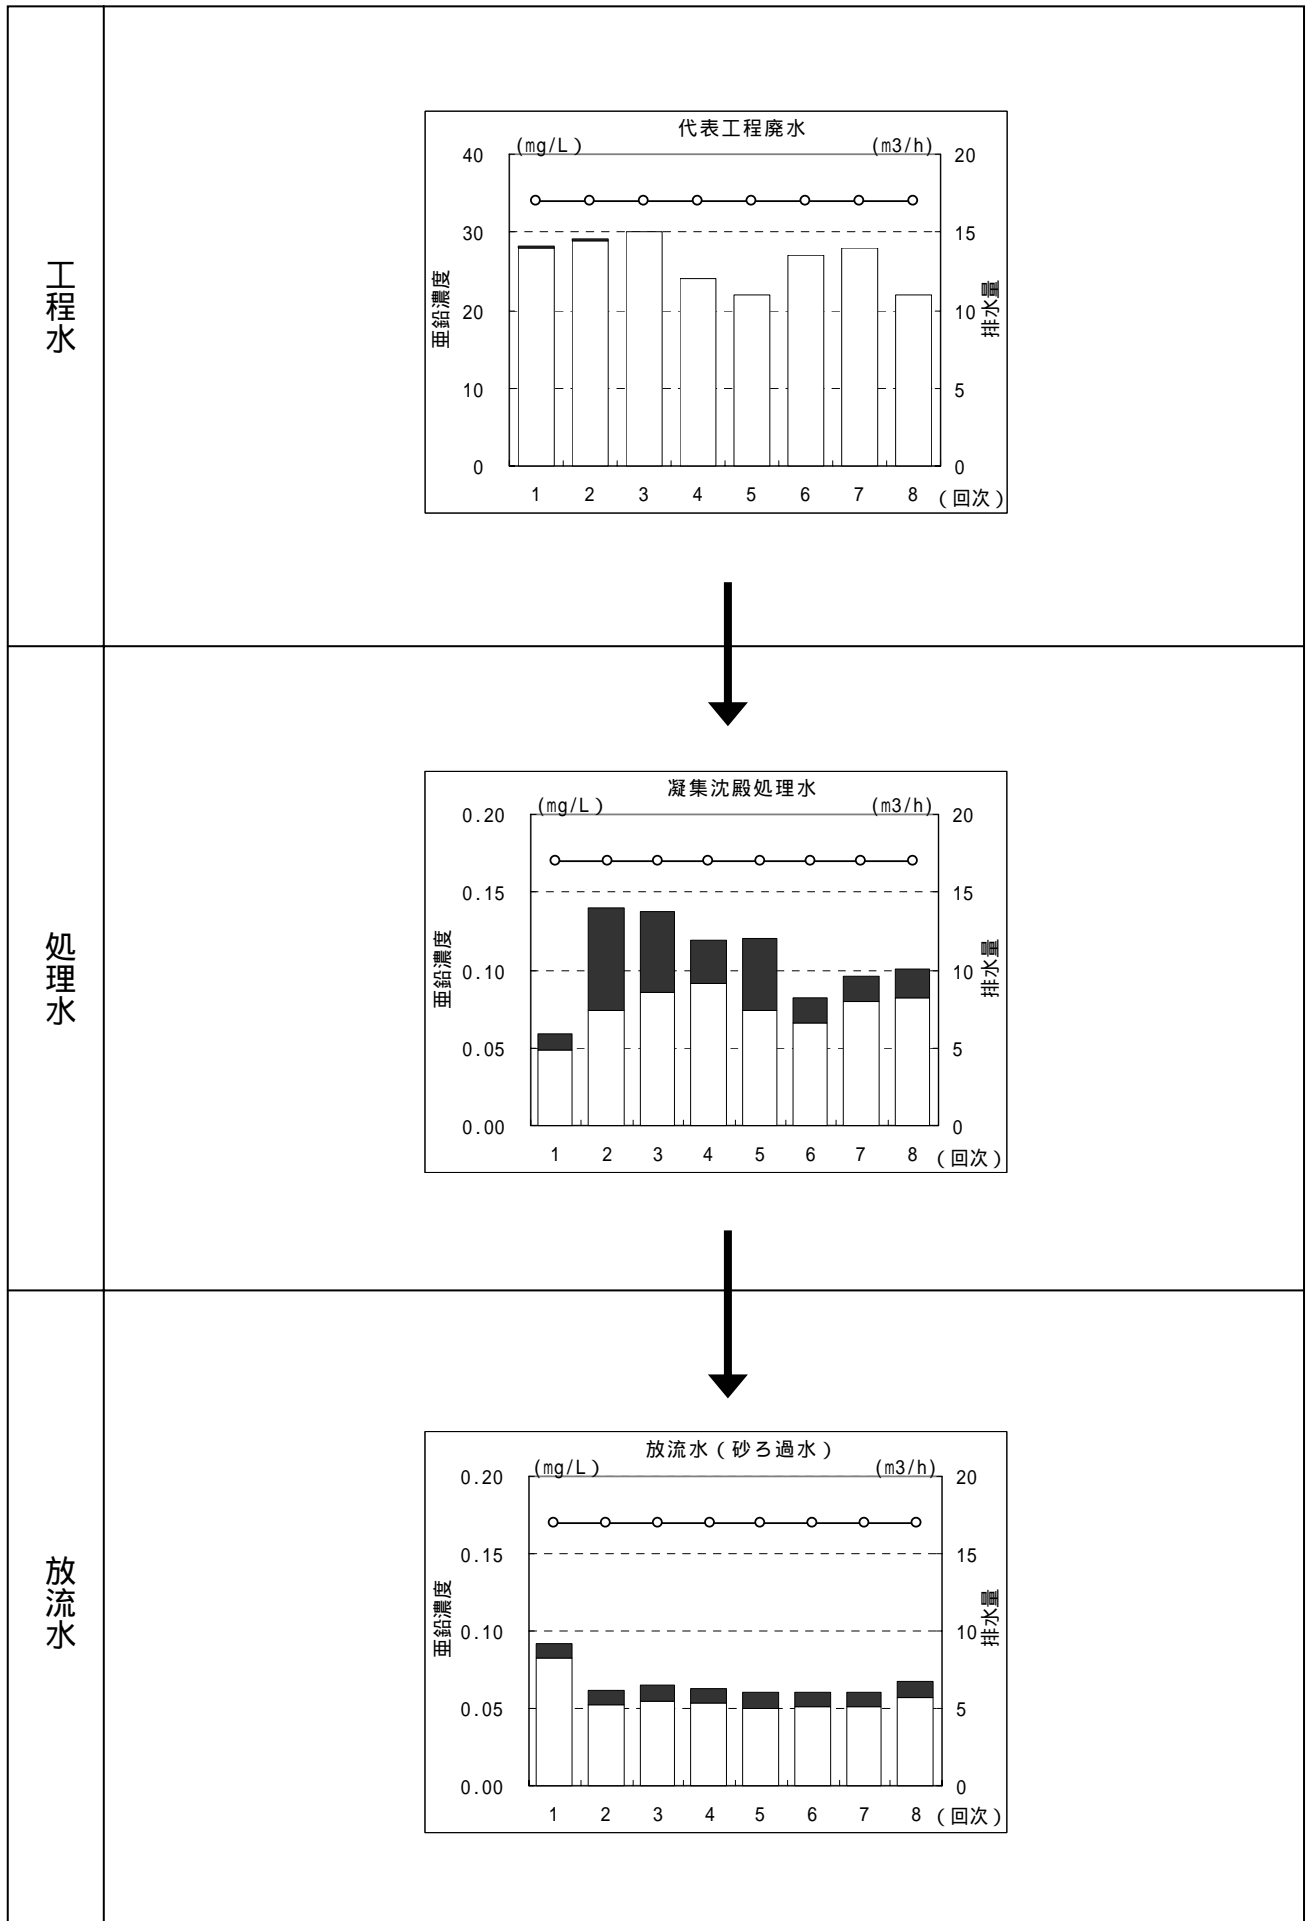 工程水
代表工程廃水
(mg/L) (m3/h)
40 20
30 15
20 10
10 5
0 0
亜鉛濃度
排水量
1 2 3 4 5 6 7 8 (回次)
処理水
凝集沈殿処理水
(mg/L) (m3/h)
0.20 20
0.15 15
0.10 10
0.05 5
0.00 0
亜鉛濃度
排水量
1 2 3 4 5 6 7 8 (回次)
放流水
放流水(砂ろ過水)
(mg/L) (m3/h)
0.20 20
0.15 15
0.10 10
0.05 5
0.00 0
亜鉛濃度
排水量
1 2 3 4 5 6 7 8 (回次)